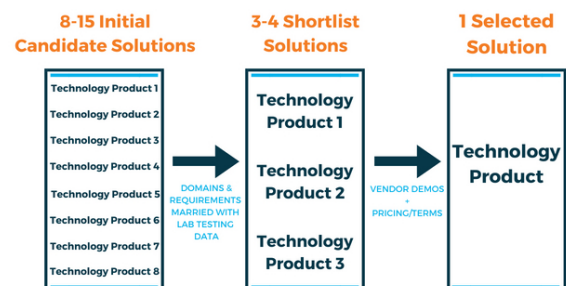 8-15 Initial
Candidate Solutions
Technology Product 1
Technology Product 2
Technology Product 3
Technology Product 4
Technology Product 5
Technology Product 6
Technology Product 7
Technology Product 8
DOMAINS &
REQUIREMENTS
MARRIED WITH
LAB TESTING
DATA
3-4 Shortlist
Solutions
Technology
Product 1
Technology
Product 2
Technology
Product 3
VENDOR DEMOS
+
PRICING/TERMS
1 Selected
Solution
Technology
Product